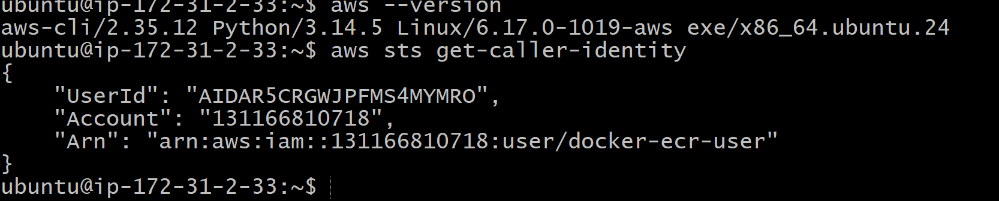 ubuntu@ip-172-31-2-33:~$ aws --version
aws-cli/2.35.12 Python/3.14.5 Linux/6.17.0-1019-aws exe/x86_64.ubuntu.24
ubuntu@ip-172-31-2-33:~$ aws sts get-caller-identity
{
    "UserId": "AIDAR5CRGWJPFMS4MYMRO",
    "Account": "131166810718",
    "Arn": "arn:aws:iam::131166810718:user/docker-ecr-user"
}
ubuntu@ip-172-31-2-33:~$